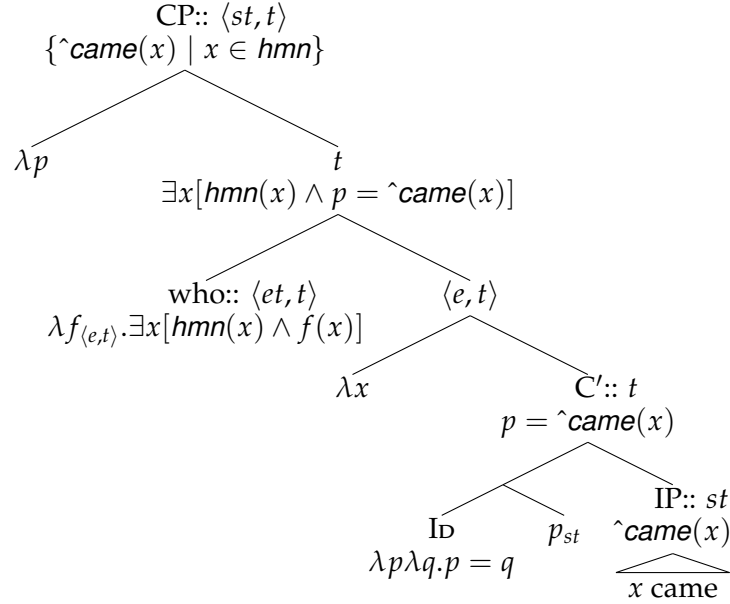 CP:: ⟨st, t⟩
{ˆcame(x) | x ∈ hmn}
λp
t
∃x[hmn(x) ∧ p = ˆcame(x)]
who:: ⟨et, t⟩
λf⟨e,t⟩.∃x[hmn(x) ∧ f(x)]
⟨e, t⟩
λx
C′:: t
p = ˆcame(x)
Id
λpλq.p = q
pst
IP:: st
ˆcame(x)
x came